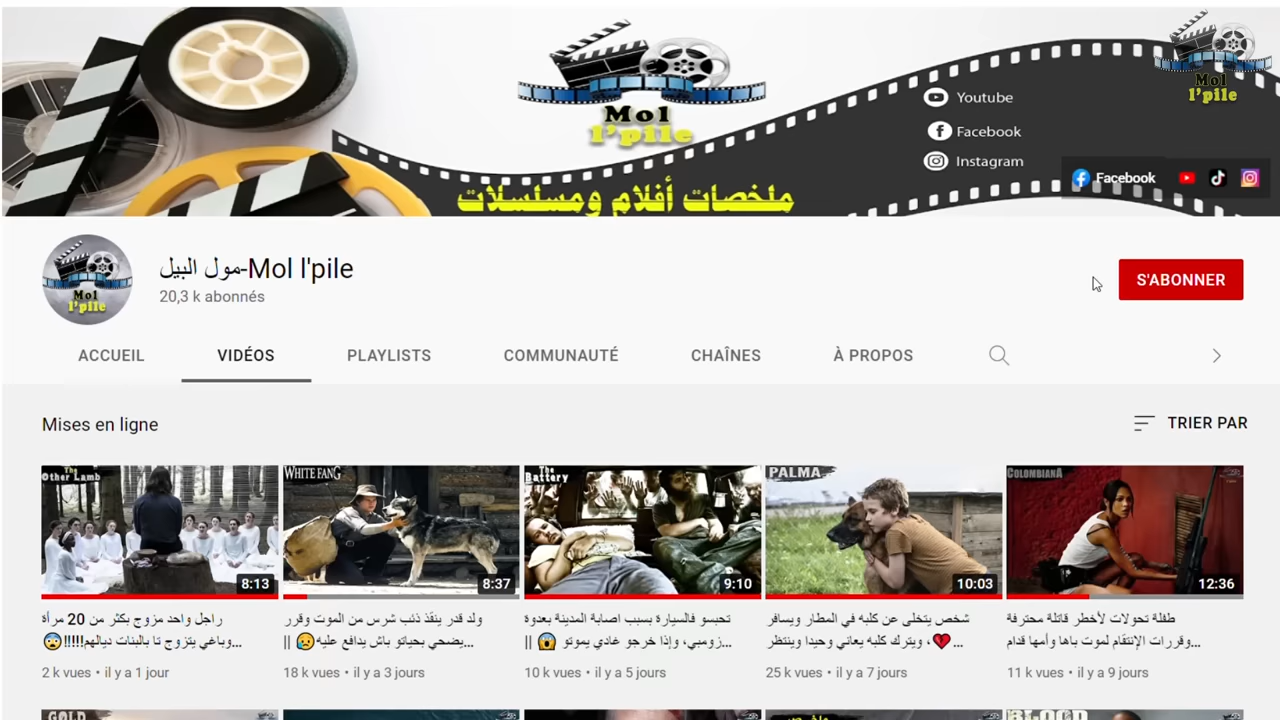 Mol
l'pile
ملخصات أفلام ومسلسلات
Youtube
Facebook
Instagram
Mol
l'pile
Facebook
Mol
l'pile
مول البيل-Mol l'pile
20,3 k abonnés
S'ABONNER
ACCUEIL
VIDÉOS
PLAYLISTS
COMMUNAUTÉ
CHAÎNES
À PROPOS
Mises en ligne
TRIER PAR
The
Other Lamb
8:13
راجل واحد مزوج بكثر من 20 مرأة
وباغي يتزوج تا بالبنات ديالهم!!!!!😨...
2 k vues • il y a 1 jour
WHITE FANG
8:37
ولد قدر ينقذ ذئب شرس من الموت وقرر
يضحي بحياتو باش يدافع عليه😥 ||...
18 k vues • il y a 3 jours
The
Battery
9:10
تحبسو فالسيارة بسبب اصابة المدينة بعدوة
زومبي، وإذا خرجو غادي يموتو 😱 ||...
10 k vues • il y a 5 jours
PALMA
10:03
شخص يتخلى عن كلبه في المطار ويسافر
💔، ويترك كلبه يعاني وحيدا وينتظر...
25 k vues • il y a 7 jours
COLOMBIANA
12:36
طفلة تحولات لأخطر قاتلة محترفة
وقررات الإنتقام لموت باها وأمها قدام...
11 k vues • il y a 9 jours
GOLD
BLOOD